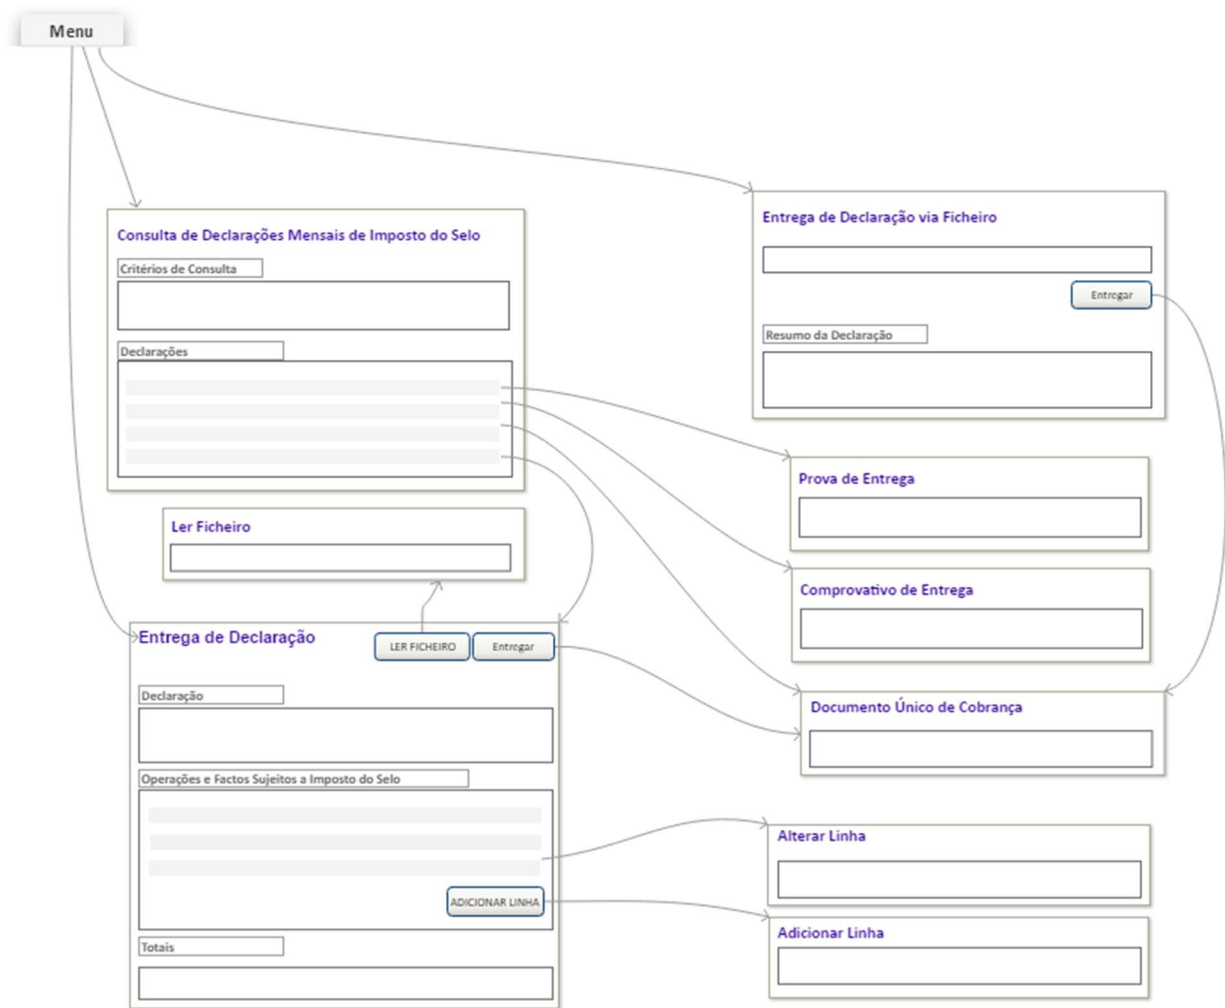 Menu
Consulta de Declarações Mensais de Imposto do Selo
Critérios de Consulta
Declarações
Entrega de Declaração via Ficheiro
Entregar
Resumo da Declaração
Prova de Entrega
Comprovativo de Entrega
Documento Único de Cobrança
Ler Ficheiro
Entrega de Declaração
LER FICHEIRO
Entregar
Declaração
Operações e Factos Sujeitos a Imposto do Selo
ADICIONAR LINHA
Totais
Alterar Linha
Adicionar Linha